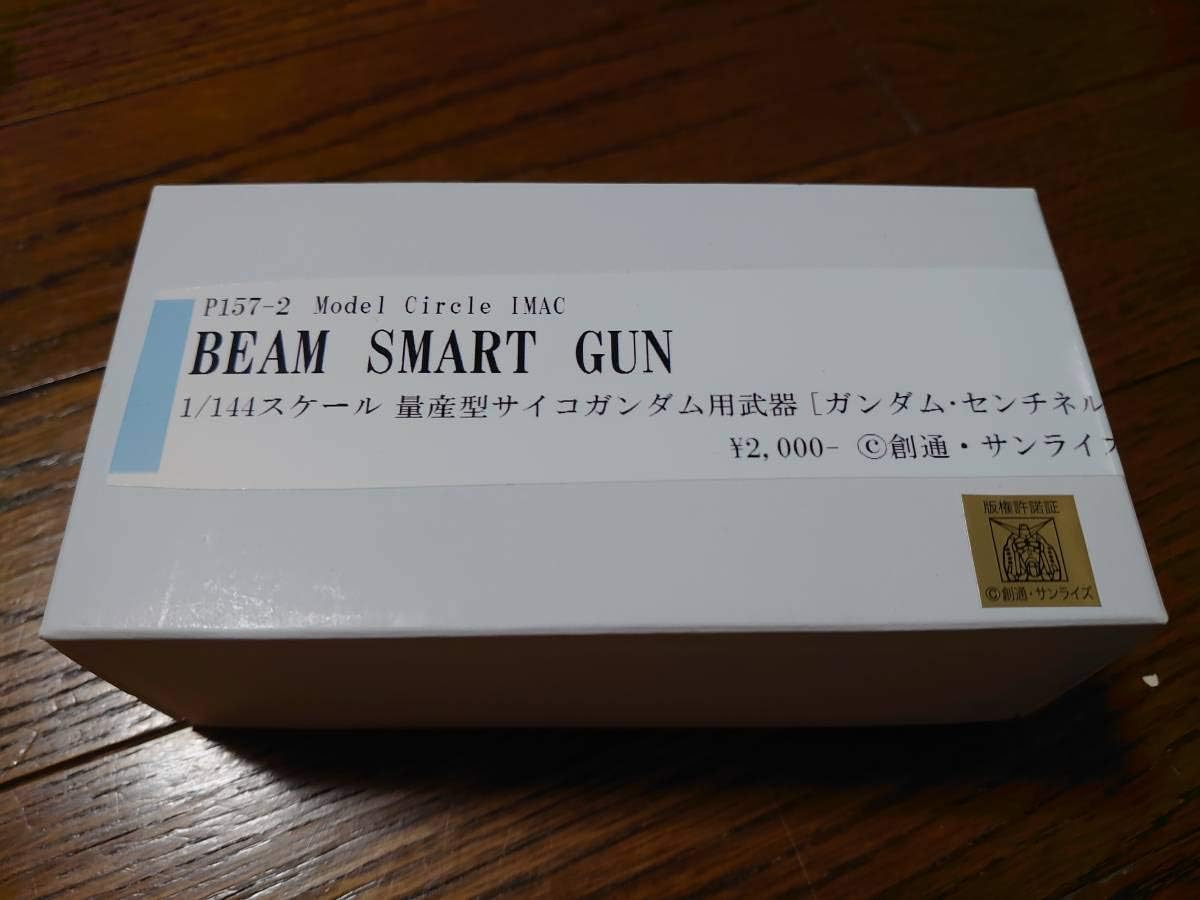 P157-2 Model Circle IMAC
BEAM SMART GUN
1/144スケール 量産型サイコガンダム用武器 [ガンダム・センチネル
¥2,000- ©創通・サンライズ
版権許諾証
©創通・サンライズ